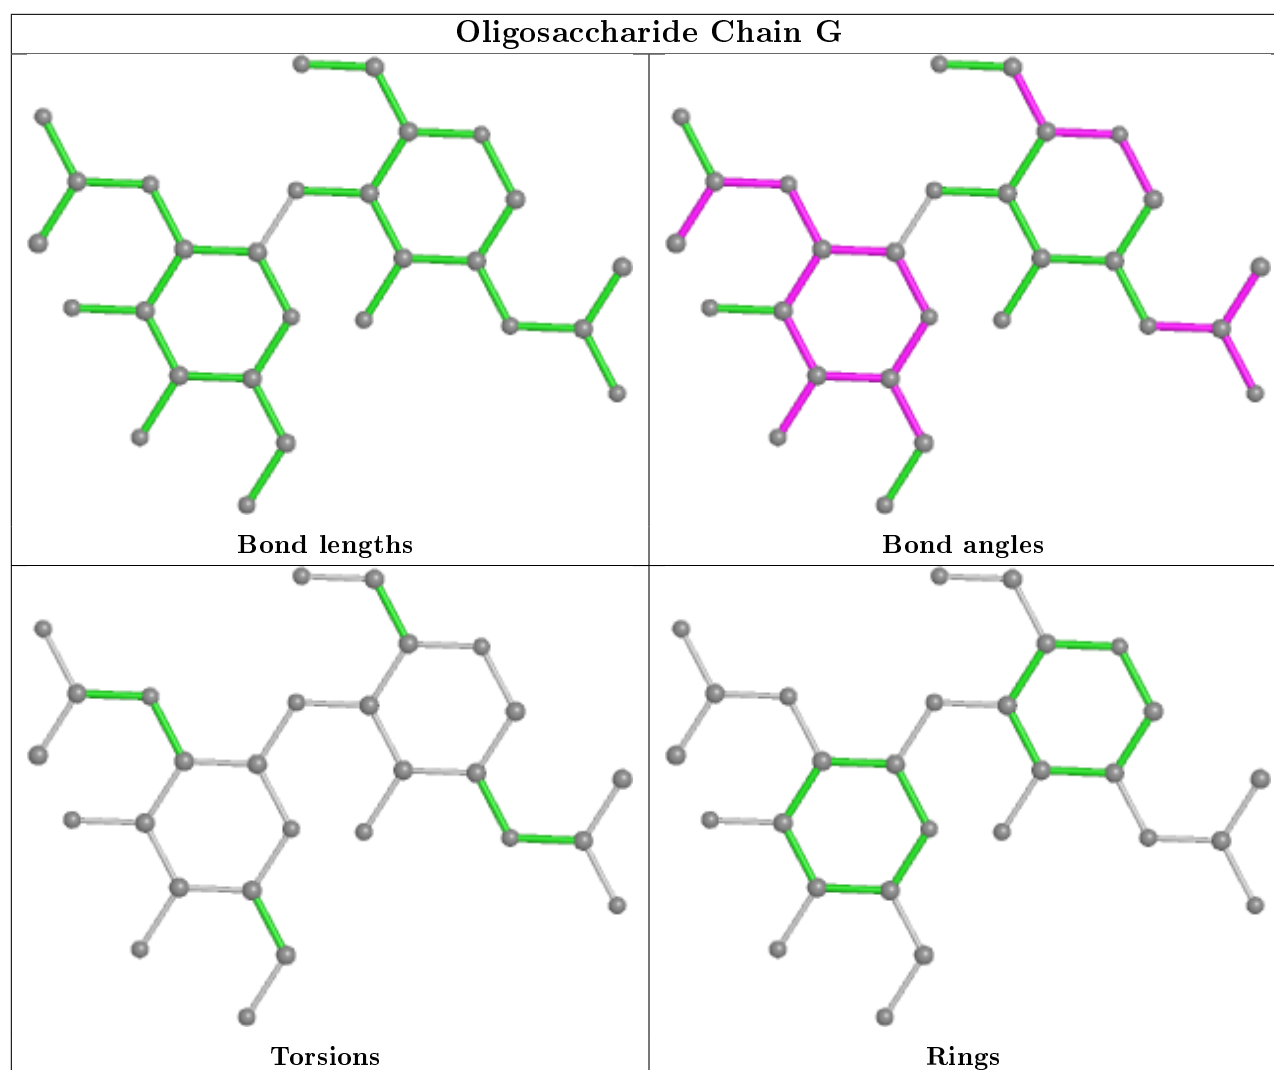 Oligosaccharide Chain G
Bond lengths
Bond angles
Torsions
Rings